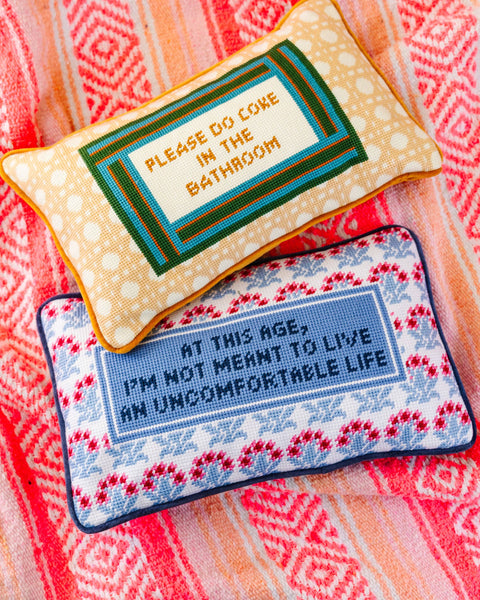 PLEASE DO COKE
IN THE
BATHROOM
AT THIS AGE,
I'M NOT MEANT TO LIVE
AN UNCOMFORTABLE LIFE